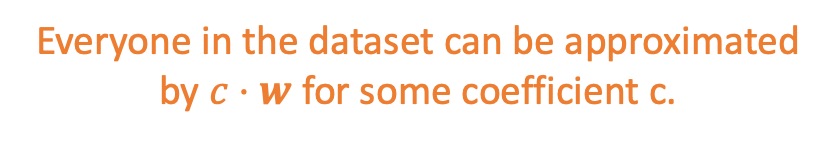 Everyone in the dataset can be approximated
by c · w for some coefficient c.